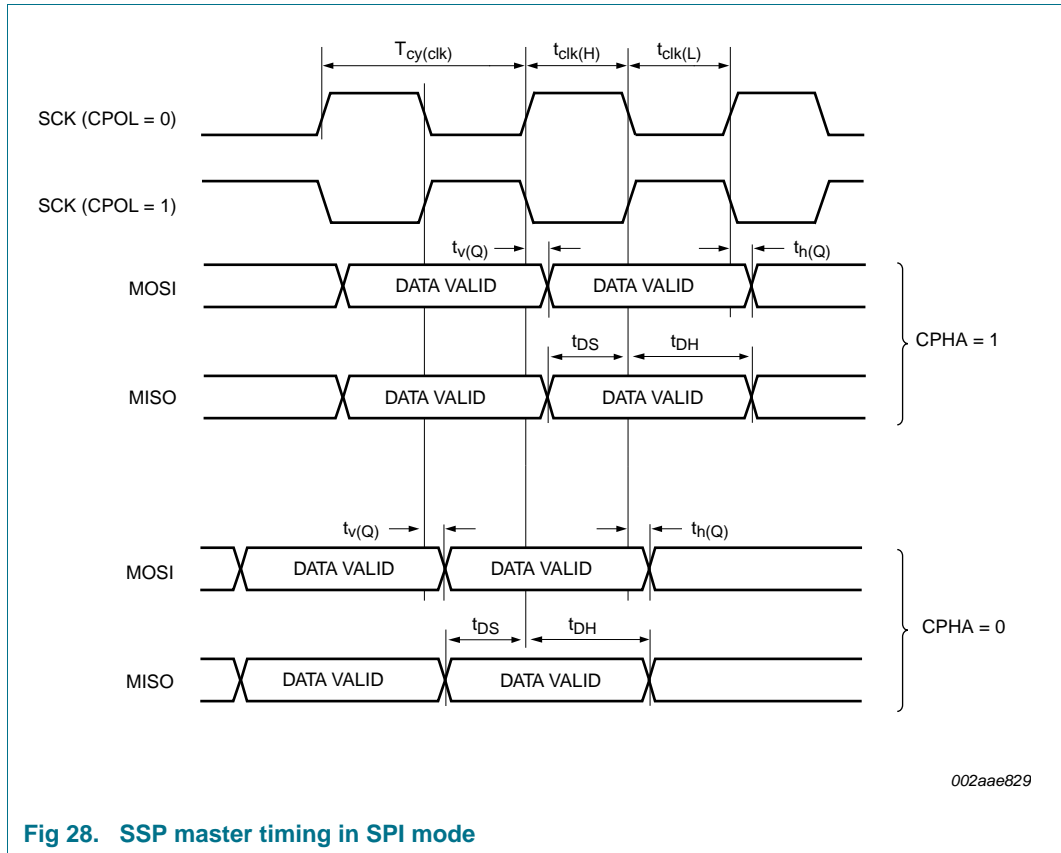 Tcy(clk) tclk(H) tclk(L)
SCK (CPOL = 0)
SCK (CPOL = 1)
tv(Q) th(Q)
MOSI DATA VALID DATA VALID
CPHA = 1
tDS tDH
MISO DATA VALID DATA VALID
tv(Q) th(Q)
MOSI DATA VALID DATA VALID
CPHA = 0
tDS tDH
MISO DATA VALID DATA VALID
002aae829
Fig 28. SSP master timing in SPI mode